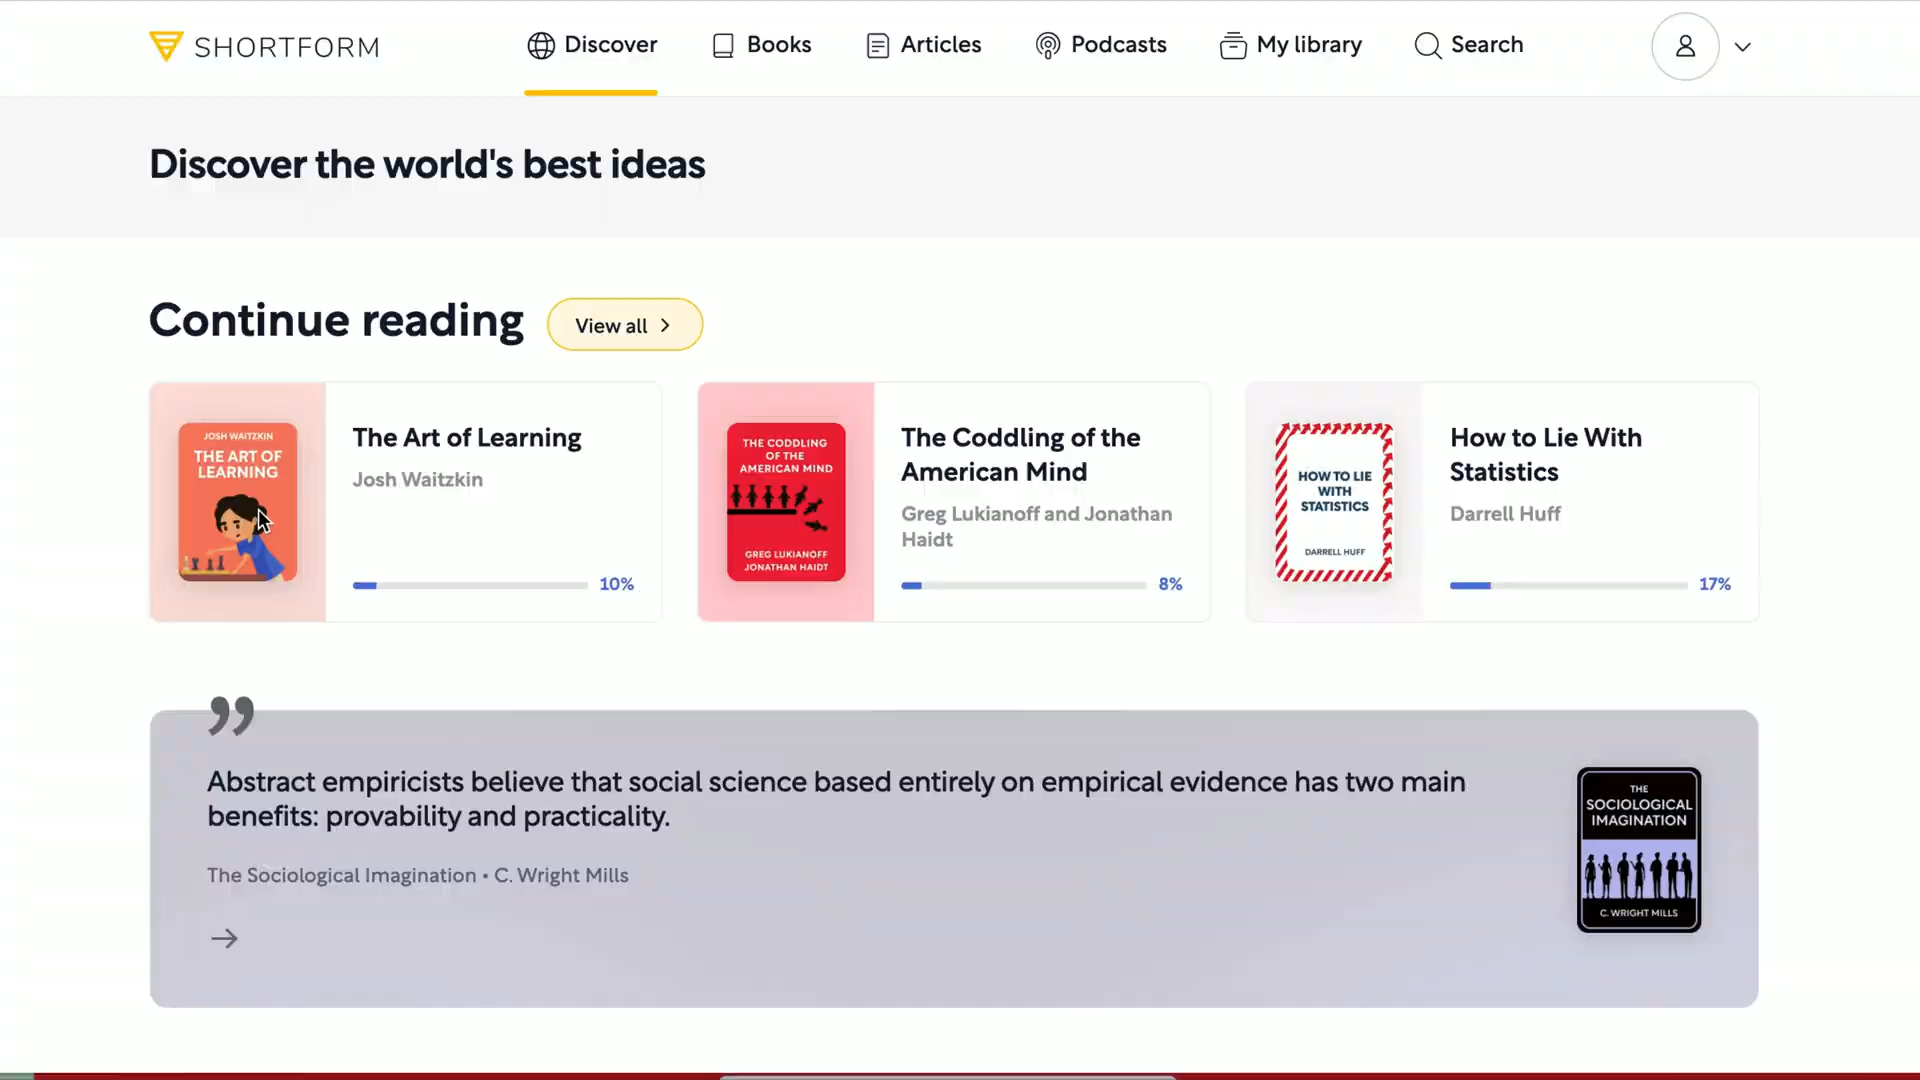 SHORTFORM
Discover
Books
Articles
Podcasts
My library
Search
Discover the world's best ideas
Continue reading
View all
JOSH WAITZKIN
THE ART OF
LEARNING
The Art of Learning
Josh Waitzkin
10%
THE CODDLING
OF THE
AMERICAN MIND
GREG LUKIANOFF
JONATHAN HAIDT
The Coddling of the
American Mind
Greg Lukianoff and Jonathan
Haidt
8%
HOW TO LIE
WITH
STATISTICS
DARRELL HUFF
How to Lie With
Statistics
Darrell Huff
17%
Abstract empiricists believe that social science based entirely on empirical evidence has two main
benefits: provability and practicality.
The Sociological Imagination • C. Wright Mills
THE
SOCIOLOGICAL
IMAGINATION
C. WRIGHT MILLS